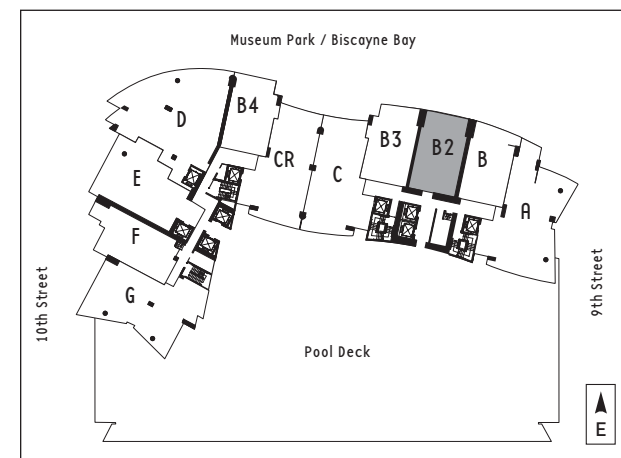 Museum Park / Biscayne Bay
D
B4
CR
C
B3
B2
B
A
E
F
G
10th Street
9th Street
Pool Deck
E